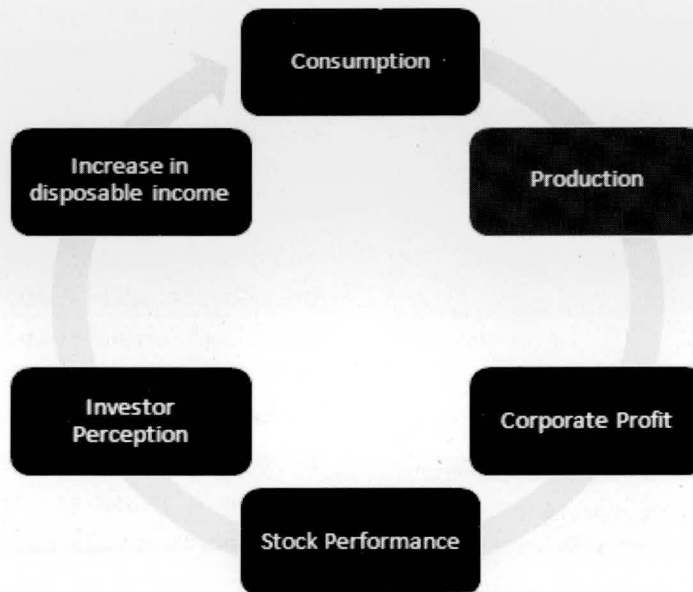 Consumption
Production
Corporate Profit
Stock Performance
Investor
Perception
Increase in
disposable income